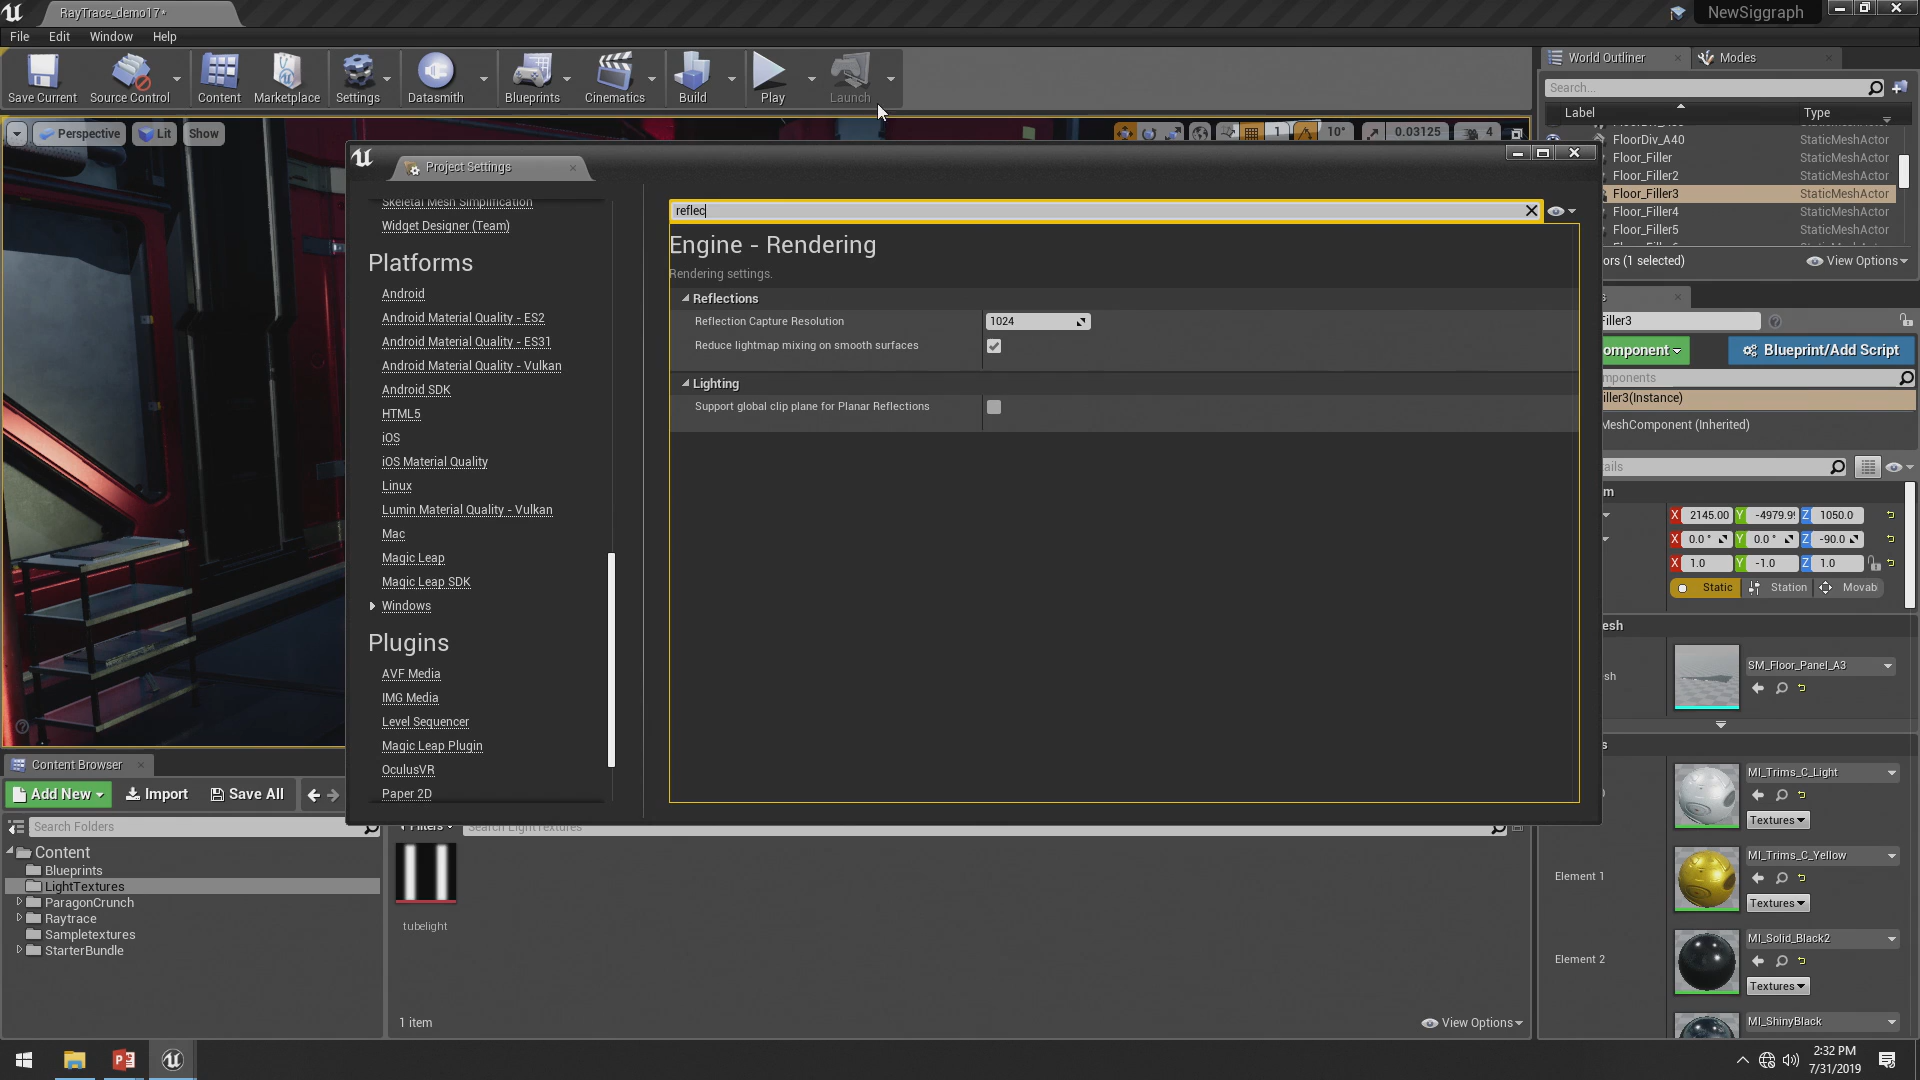 RayTrace_demo17*
NewSiggraph
File Edit Window Help
Save Current
Source Control
Content
Marketplace
Settings
Datasmith
Blueprints
Cinematics
Build
Play
Launch
World Outliner
Modes
Search...
Label
Type
FloorDiv_A40 StaticMeshActor
Floor_Filler StaticMeshActor
Floor_Filler2 StaticMeshActor
Floor_Filler3 StaticMeshActor
Floor_Filler4 StaticMeshActor
Floor_Filler5 StaticMeshActor
ors (1 selected)
View Options
Perspective
Lit
Show
1
10°
0.03125
4
Project Settings
Skeletal Mesh Simplification
Widget Designer (Team)
Platforms
Android
Android Material Quality - ES2
Android Material Quality - ES31
Android Material Quality - Vulkan
Android SDK
HTML5
iOS
iOS Material Quality
Linux
Lumin Material Quality - Vulkan
Mac
Magic Leap
Magic Leap SDK
Windows
Plugins
AVF Media
IMG Media
Level Sequencer
Magic Leap Plugin
OculusVR
Paper 2D
reflec
Engine - Rendering
Rendering settings.
Reflections
Reflection Capture Resolution 1024
Reduce lightmap mixing on smooth surfaces
Lighting
Support global clip plane for Planar Reflections
s
Filler3
omponent
Blueprint/Add Script
mponents
iller3(Instance)
MeshComponent (Inherited)
tails
m
X 2145.00 Y -4979.9 Z 1050.0
X 0.0 ° Y 0.0 ° Z -90.0
X 1.0 Y -1.0 Z 1.0
Static
Station
Movab
esh
sh
SM_Floor_Panel_A3
s
MI_Trims_C_Light
Textures
MI_Trims_C_Yellow
Element 1
Textures
MI_Solid_Black2
Element 2
Textures
MI_ShinyBlack
Content Browser
Add New
Import
Save All
Search Folders
Filters
Search LightTextures
Content
Blueprints
LightTextures
ParagonCrunch
Raytrace
Sampletextures
StarterBundle
tubelight
1 item
View Options
2:32 PM
7/31/2019